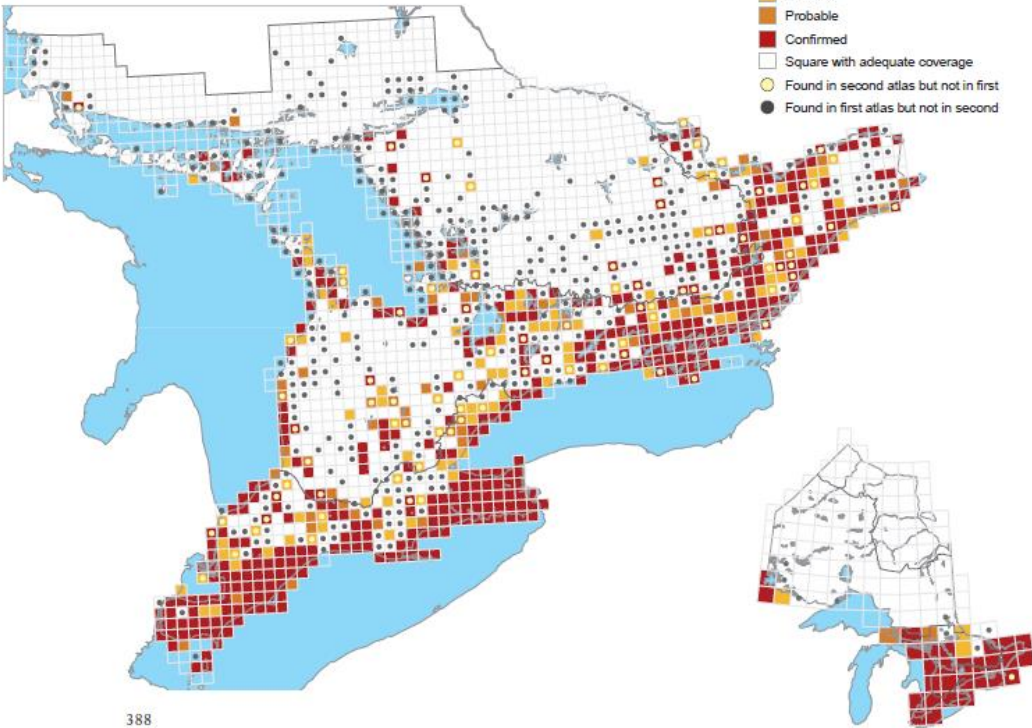 Probable
Confirmed
Square with adequate coverage
Found in second atlas but not in first
Found in first atlas but not in second
388